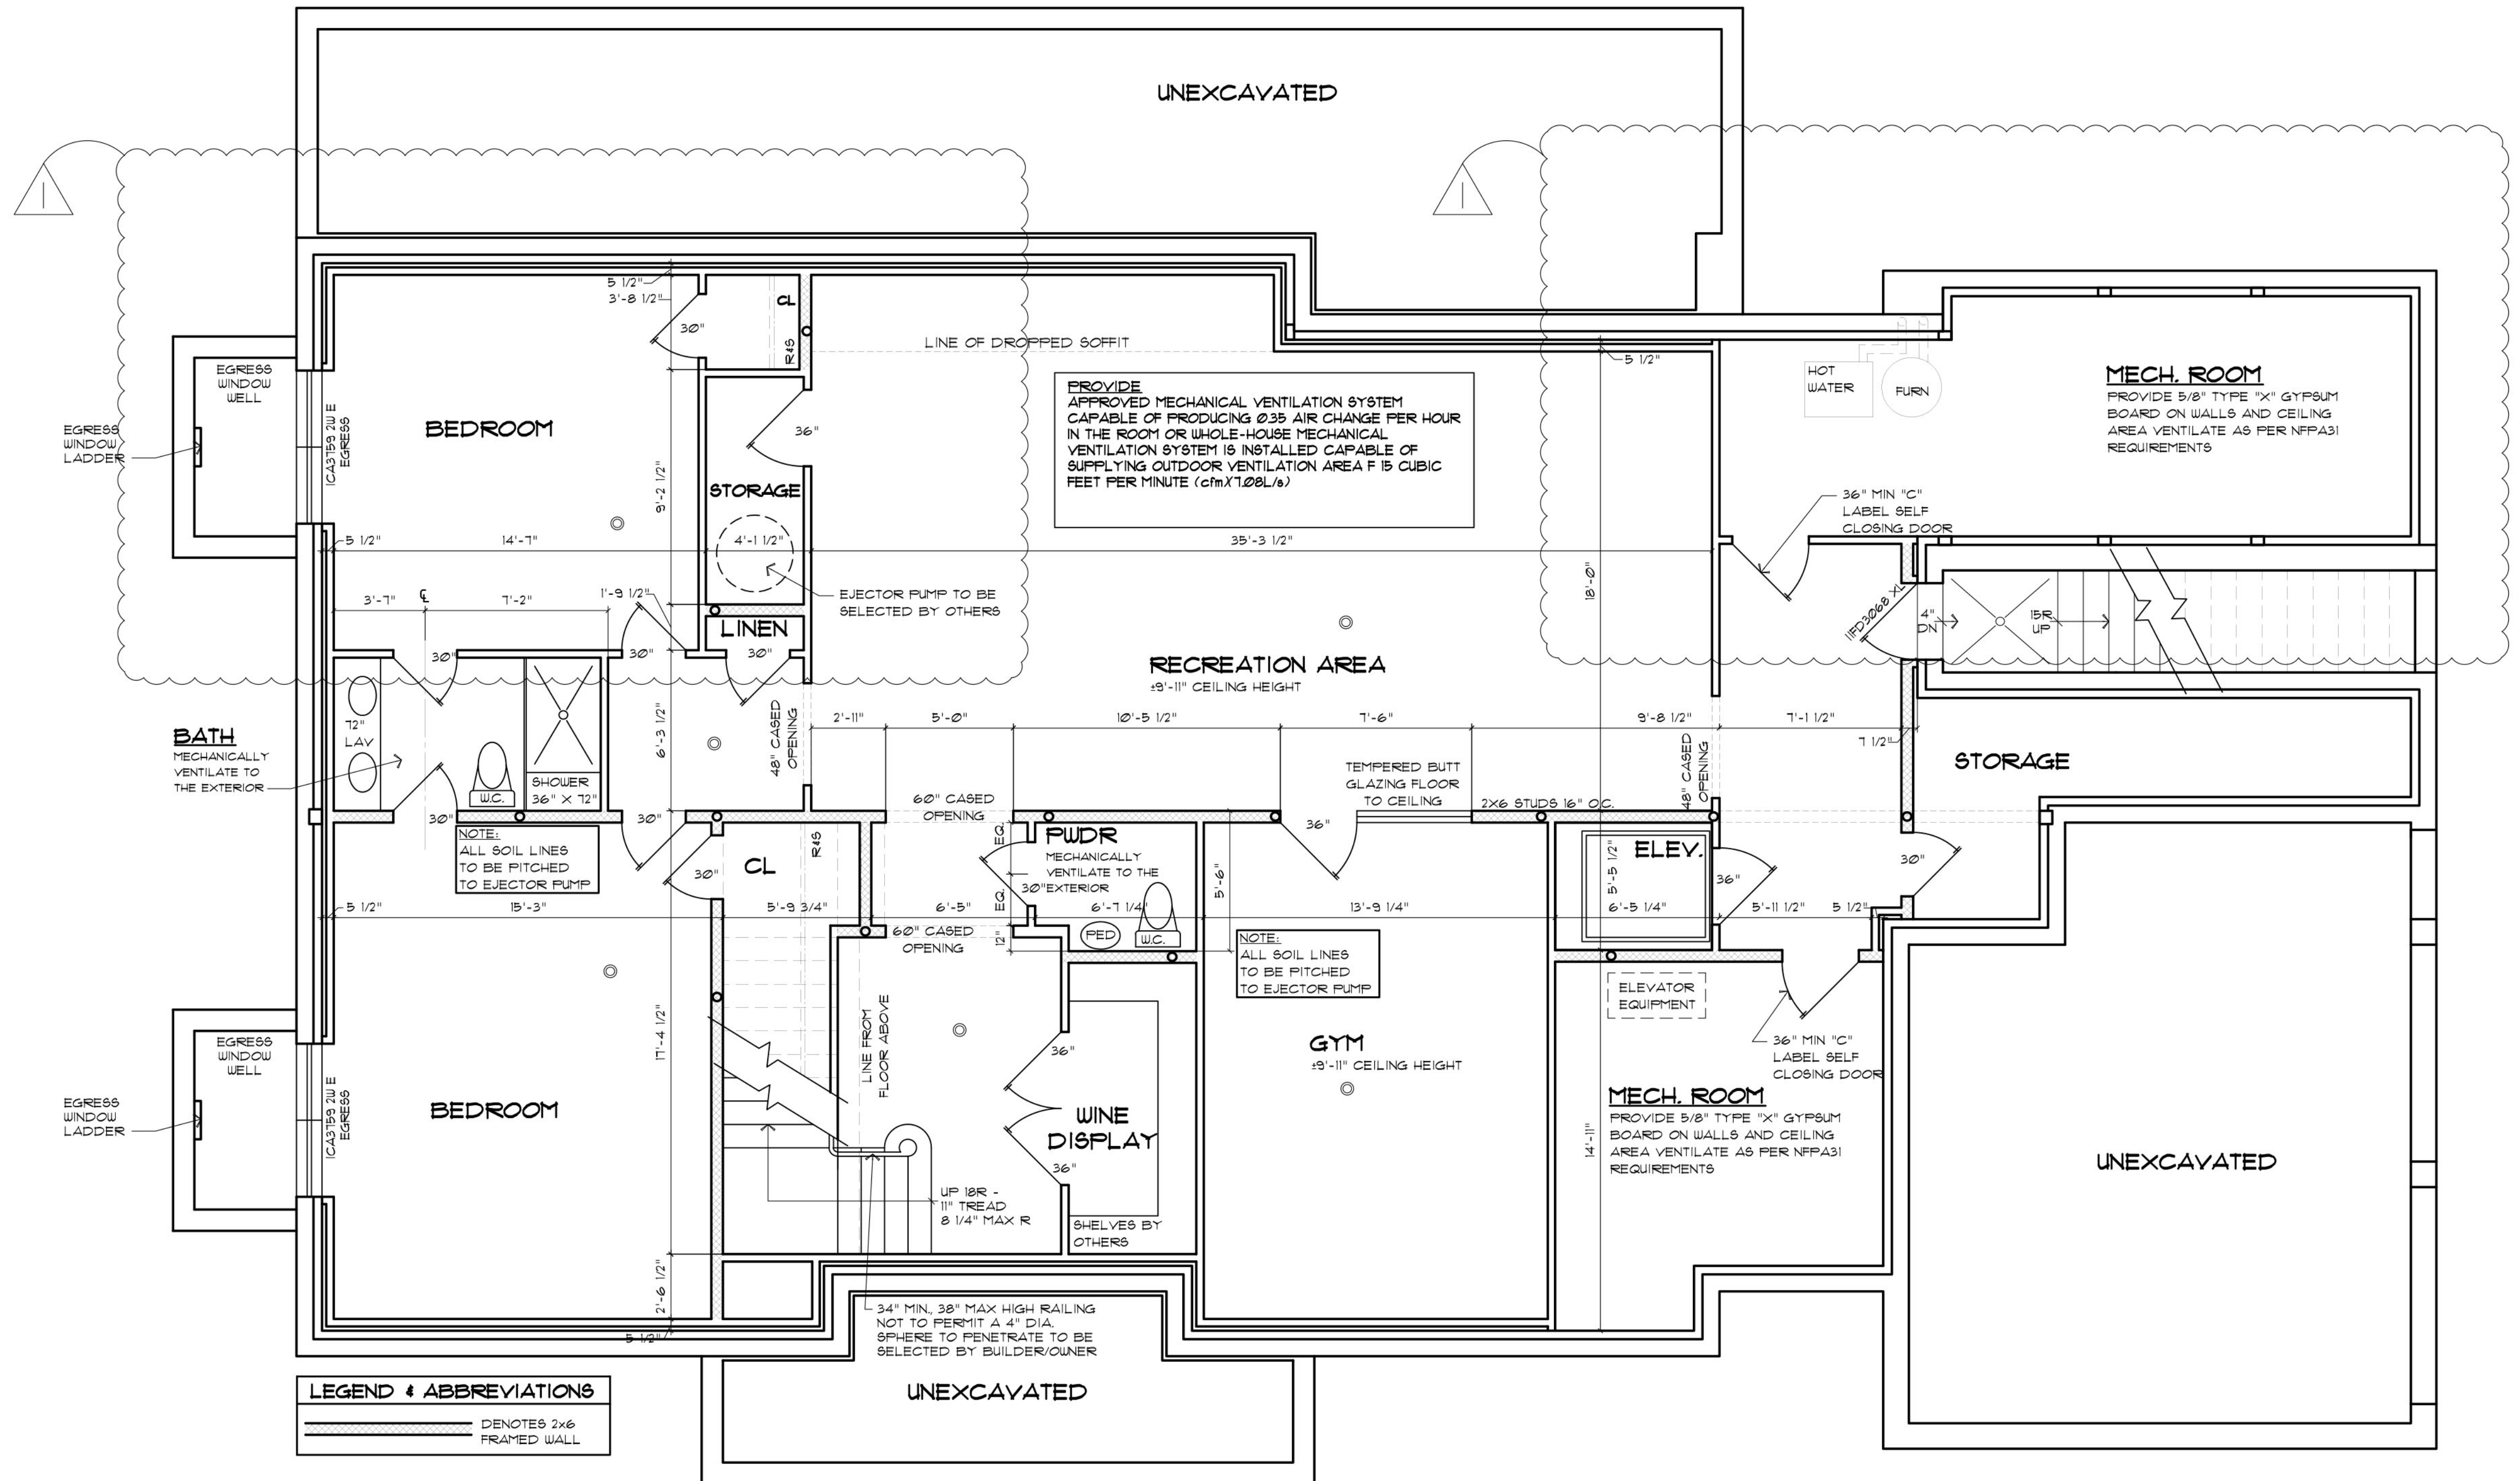 UNEXCAVATED
1
1
5 1/2"
3'-8 1/2"
CL
30"
R&S
LINE OF DROPPED SOFFIT
5 1/2"
EGRESS
WINDOW
WELL
EGRESS
WINDOW
LADDER
ICA3759 2W E
EGRESS
BEDROOM
36"
9'-2 1/2"
STORAGE
PROVIDE
APPROVED MECHANICAL VENTILATION SYSTEM
CAPABLE OF PRODUCING 0.35 AIR CHANGE PER HOUR
IN THE ROOM OR WHOLE-HOUSE MECHANICAL
VENTILATION SYSTEM IS INSTALLED CAPABLE OF
SUPPLYING OUTDOOR VENTILATION AREA F 15 CUBIC
FEET PER MINUTE (cfmX7.08L/s)
HOT
WATER
FURN
MECH. ROOM
PROVIDE 5/8" TYPE "X" GYPSUM
BOARD ON WALLS AND CEILING
AREA VENTILATE AS PER NFPA31
REQUIREMENTS
36" MIN "C"
LABEL SELF
CLOSING DOOR
5 1/2"
14'-7"
4'-1 1/2"
35'-3 1/2"
18'-0"
3'-7"
CL
7'-2"
1'-9 1/2"
EJECTOR PUMP TO BE
SELECTED BY OTHERS
LINEN
30"
30"
30"
11FD3068 XL
4"
DN
15R
UP
RECREATION AREA
±9'-11" CEILING HEIGHT
BATH
MECHANICALLY
VENTILATE TO
THE EXTERIOR
72"
LAV
W.C.
SHOWER
36" X 72"
6'-3 1/2"
48" CASED
OPENING
2'-11"
5'-0"
10'-5 1/2"
7'-6"
9'-8 1/2"
7'-1 1/2"
7 1/2"
48" CASED
OPENING
STORAGE
TEMPERED BUTT
GLAZING FLOOR
TO CEILING
60" CASED
OPENING
2X6 STUDS 16" O.C.
30"
30"
36"
NOTE:
ALL SOIL LINES
TO BE PITCHED
TO EJECTOR PUMP
CL
R&S
30"
EQ.
PWDR
MECHANICALLY
VENTILATE TO THE
30"EXTERIOR
EQ.
5'-6"
5'-5 1/2"
ELEV.
36"
30"
5 1/2"
15'-3"
5'-9 3/4"
6'-5"
6'-7 1/4"
13'-9 1/4"
6'-5 1/4"
5'-11 1/2"
5 1/2"
60" CASED
OPENING
12"
PED
W.C.
NOTE:
ALL SOIL LINES
TO BE PITCHED
TO EJECTOR PUMP
ELEVATOR
EQUIPMENT
EGRESS
WINDOW
WELL
EGRESS
WINDOW
LADDER
ICA3759 2W E
EGRESS
BEDROOM
17'-4 1/2"
LINE FROM
FLOOR ABOVE
36"
WINE
DISPLAY
36"
GYM
±9'-11" CEILING HEIGHT
36" MIN "C"
LABEL SELF
CLOSING DOOR
14'-11"
MECH. ROOM
PROVIDE 5/8" TYPE "X" GYPSUM
BOARD ON WALLS AND CEILING
AREA VENTILATE AS PER NFPA31
REQUIREMENTS
UNEXCAVATED
UP 18R -
11" TREAD
8 1/4" MAX R
SHELVES BY
OTHERS
2'-6 1/2"
5 1/2"
34" MIN., 38" MAX HIGH RAILING
NOT TO PERMIT A 4" DIA.
SPHERE TO PENETRATE TO BE
SELECTED BY BUILDER/OWNER
UNEXCAVATED
LEGEND & ABBREVIATIONS
DENOTES 2x6
FRAMED WALL